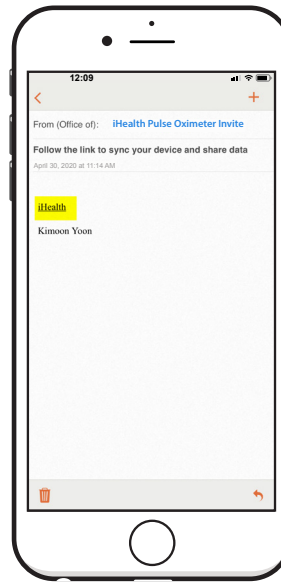 12:09
From (Office of): iHealth Pulse Oximeter Invite
Follow the link to sync your device and share data
April 30, 2020 at 11:14 AM
iHealth
Kimoon Yoon